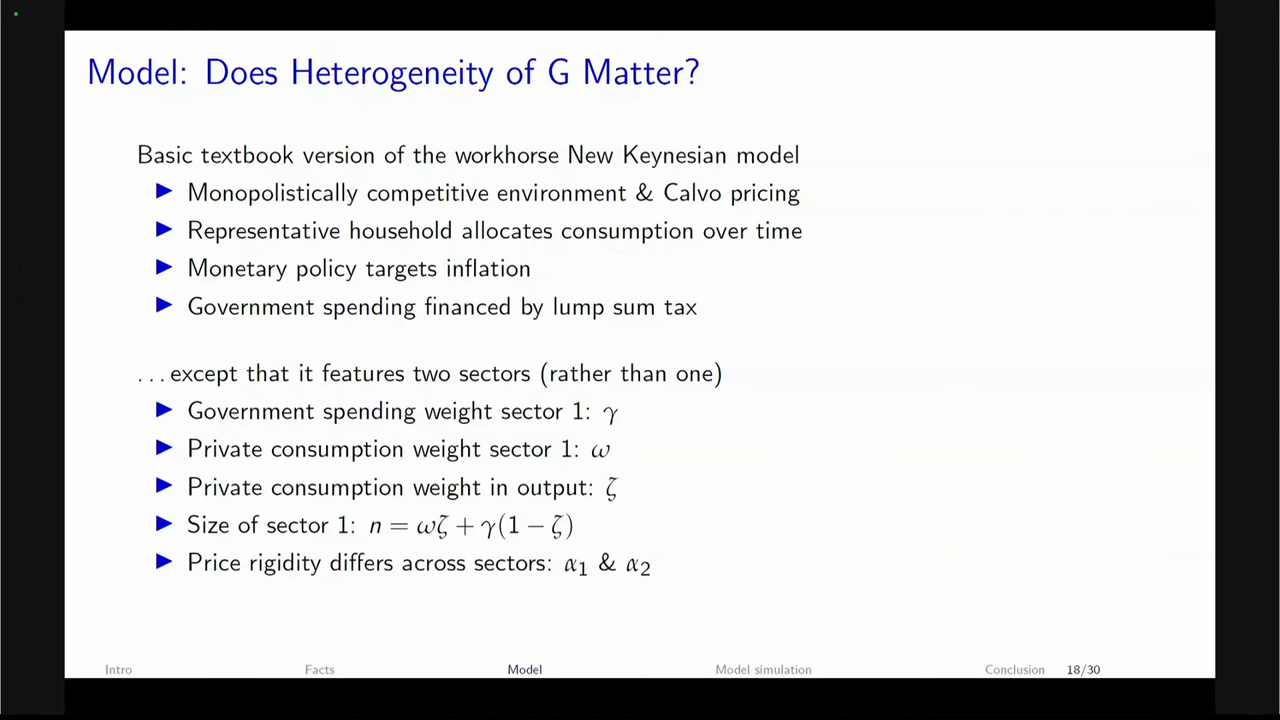 Model: Does Heterogeneity of G Matter?
Basic textbook version of the workhorse New Keynesian model
▶ Monopolistically competitive environment & Calvo pricing
▶ Representative household allocates consumption over time
▶ Monetary policy targets inflation
▶ Government spending financed by lump sum tax
...except that it features two sectors (rather than one)
▶ Government spending weight sector 1: γ
▶ Private consumption weight sector 1: ω
▶ Private consumption weight in output: ζ
▶ Size of sector 1: n = ωζ + γ(1 − ζ)
▶ Price rigidity differs across sectors: α₁ & α₂
Intro Facts Model Model simulation Conclusion 18/30